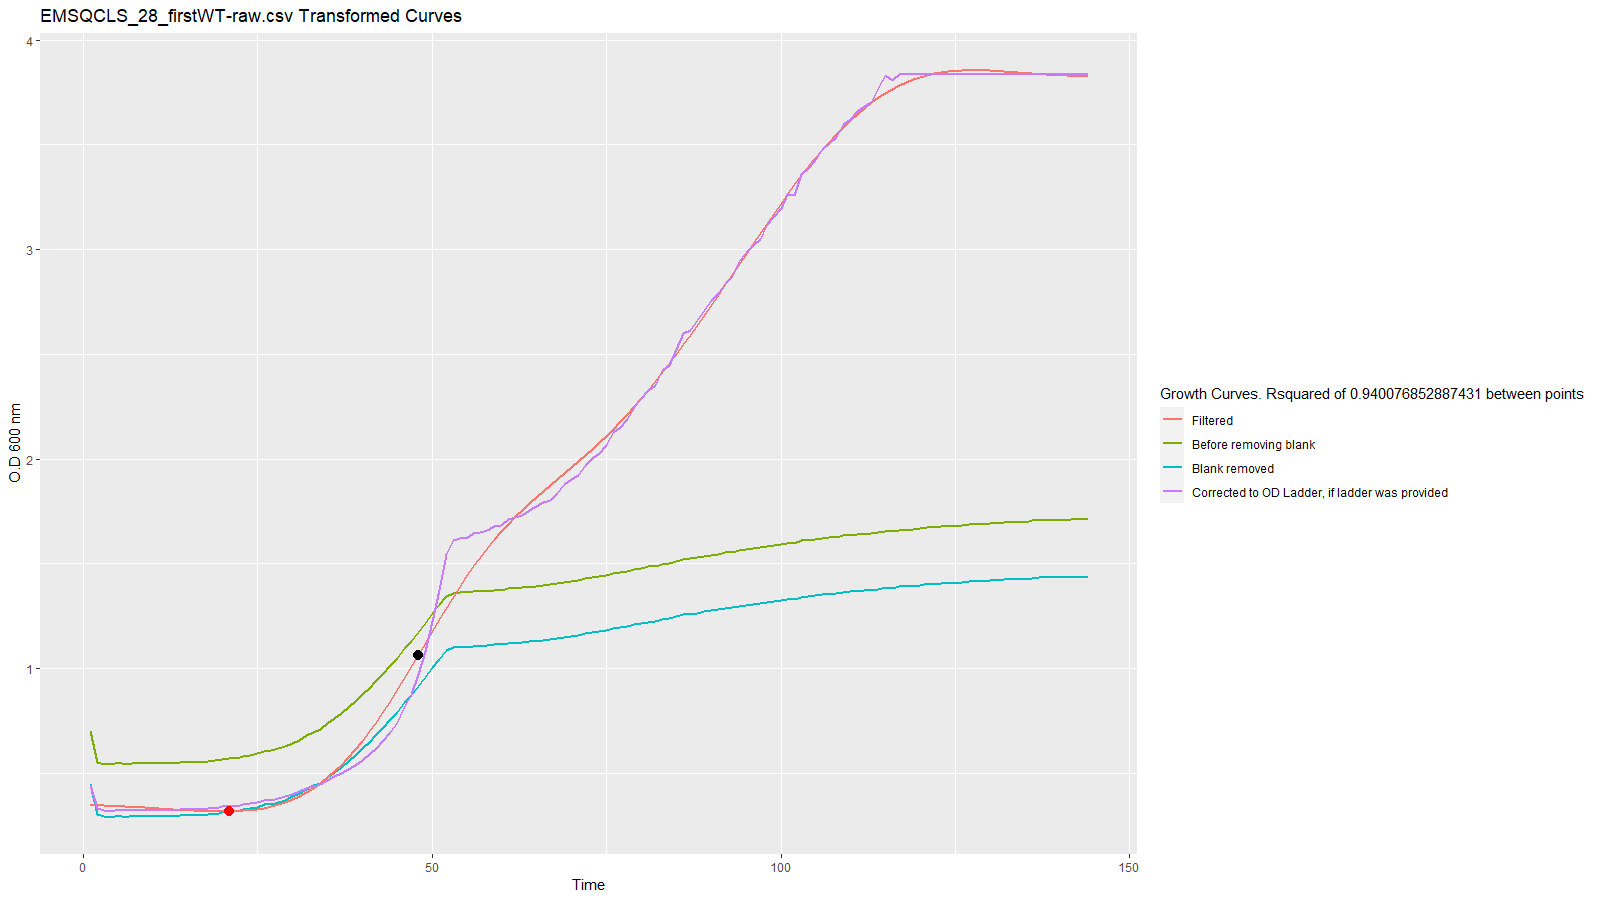 EMSQCLS_28_firstWT-raw.csv Transformed Curves
4
3
2
1
O.D 600 nm
0
50
100
150
Time
Growth Curves. Rsquared of 0.940076852887431 between points
Filtered
Before removing blank
Blank removed
Corrected to OD Ladder, if ladder was provided